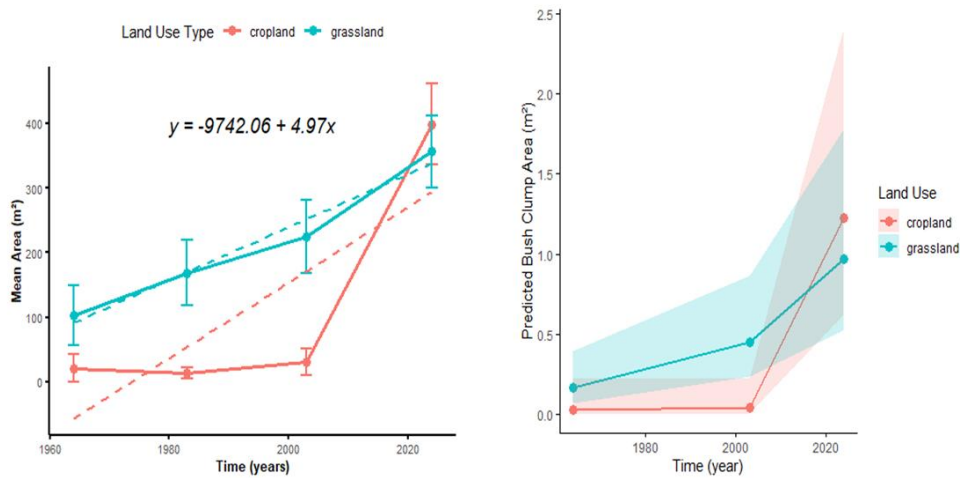 Land Use Type cropland grassland
Mean Area (m²)
400
300
200
100
0
y = -9742.06 + 4.97x
1960 1980 2000 2020
Time (years)
Predicted Bush Clump Area (m²)
2.5
2.0
1.5
1.0
0.5
0.0
1980 2000 2020
Time (year)
Land Use
cropland
grassland